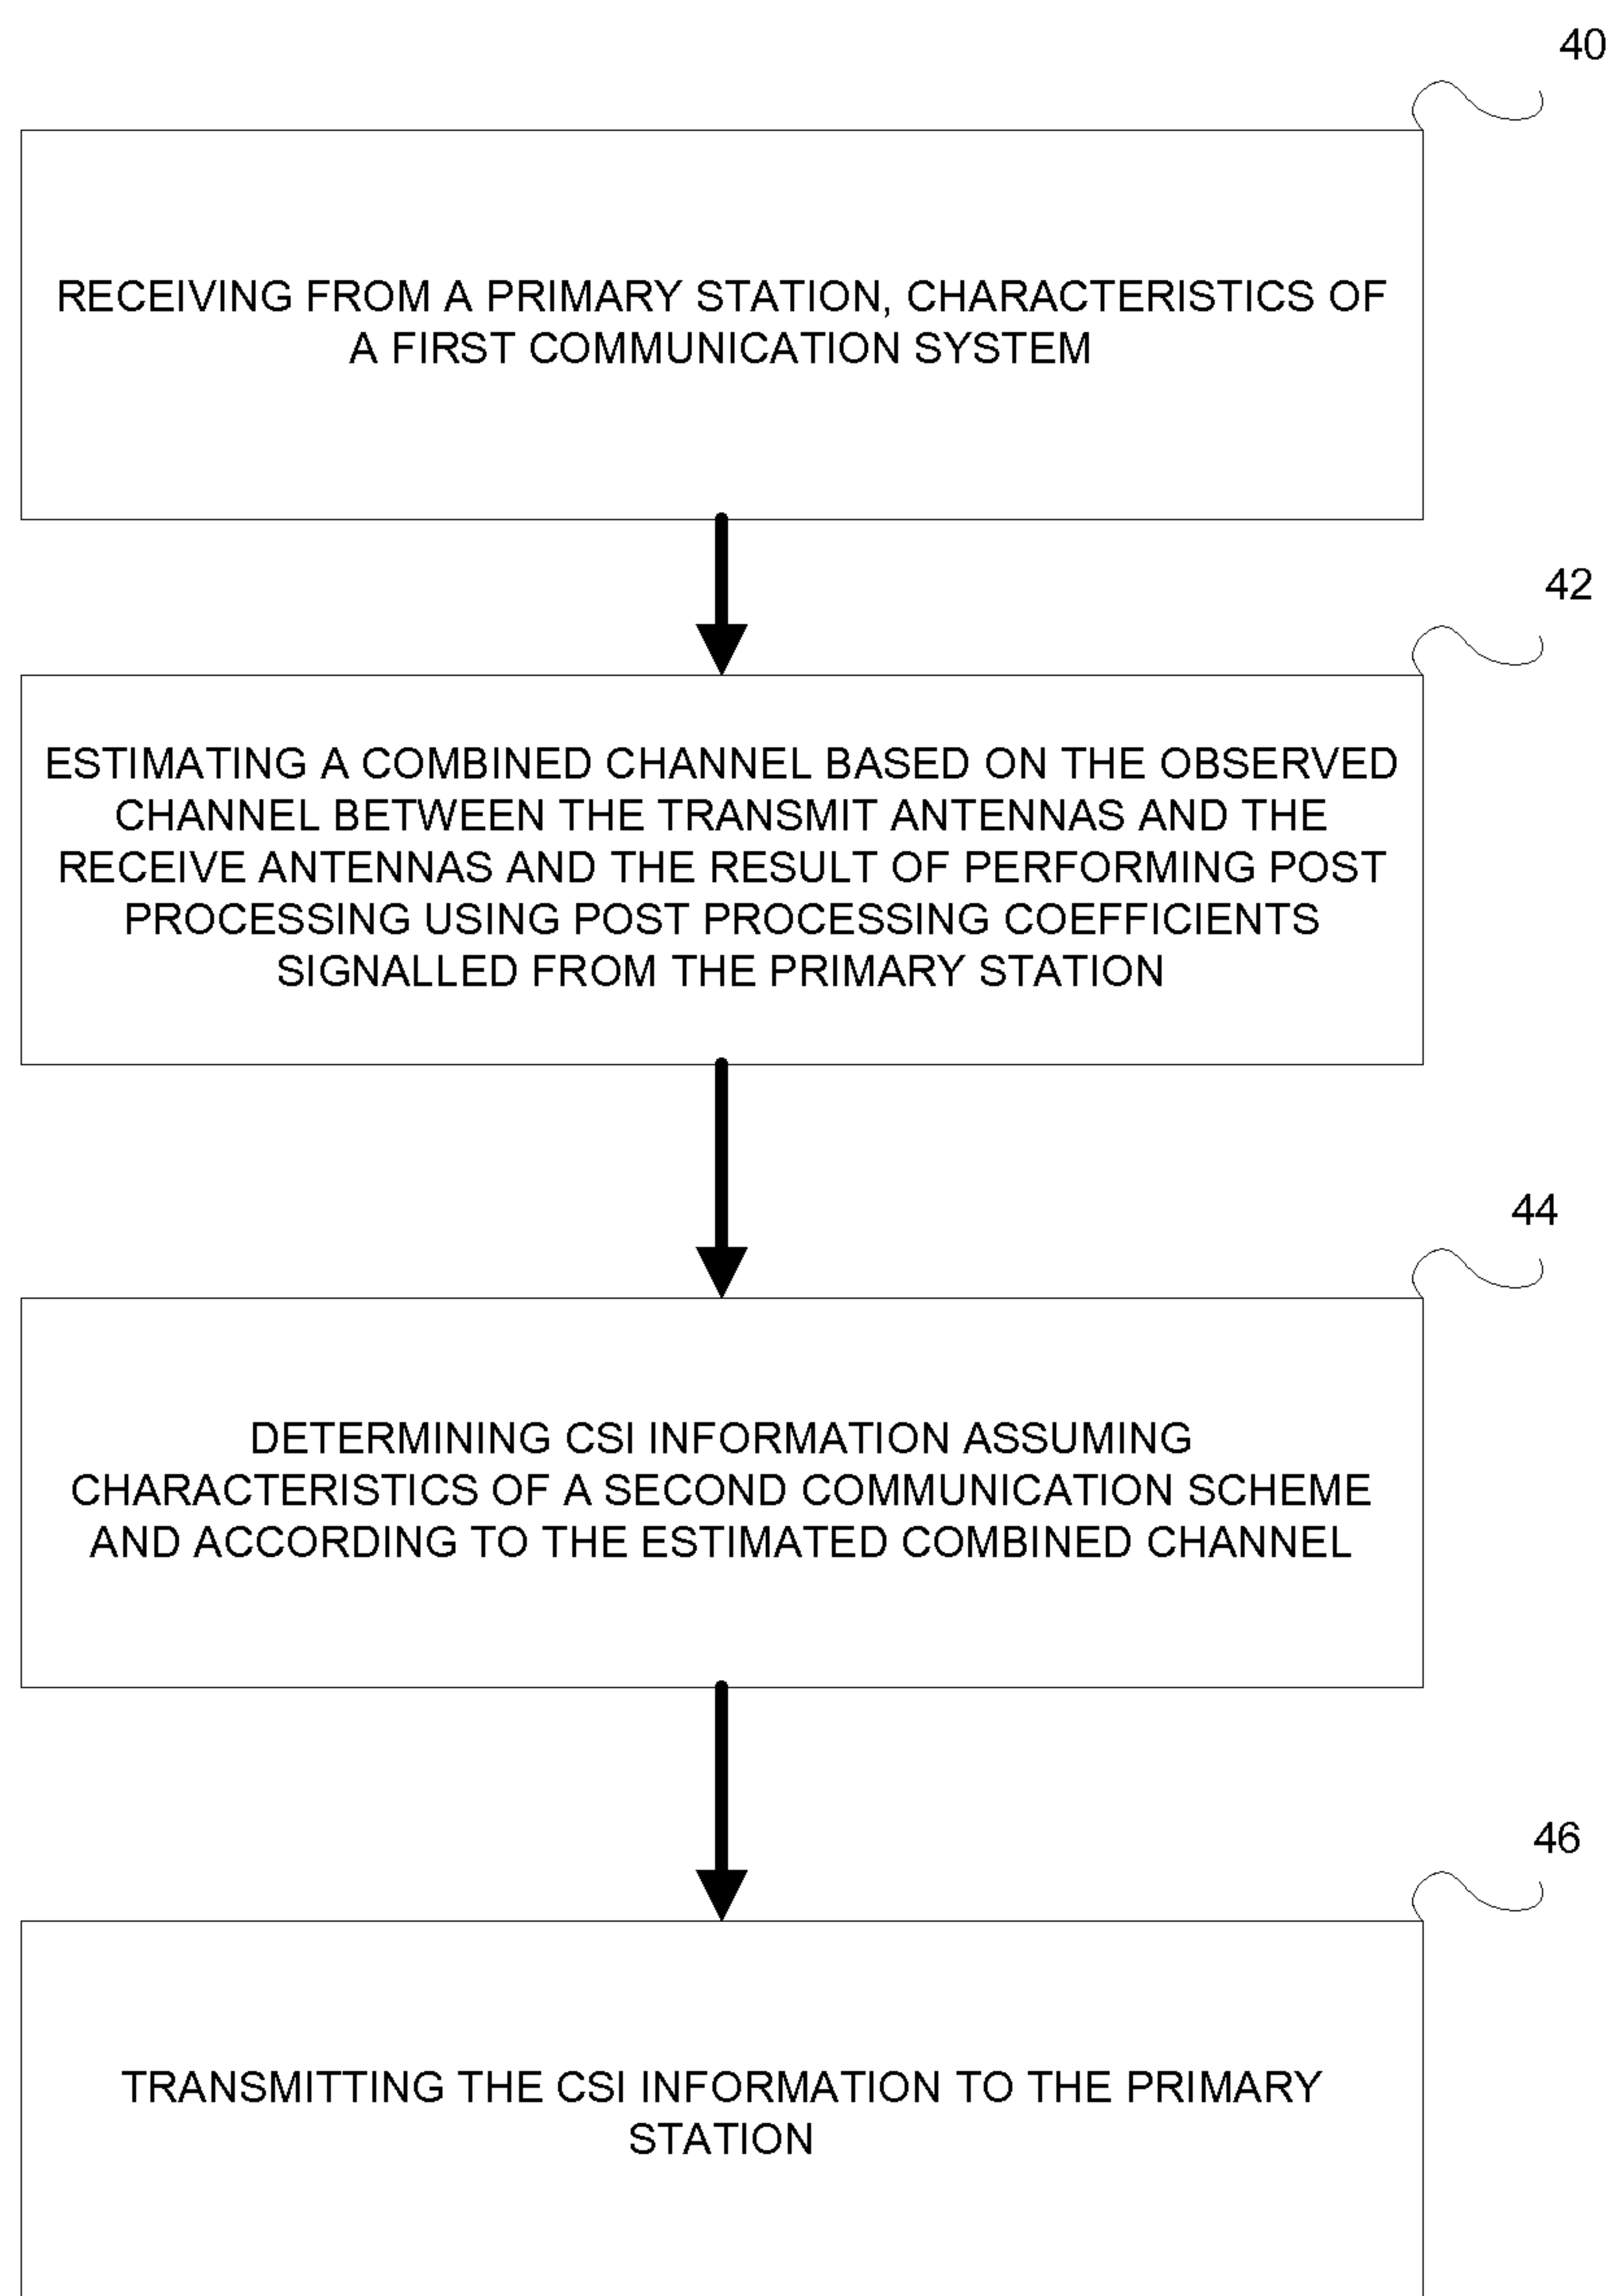 40
RECEIVING FROM A PRIMARY STATION, CHARACTERISTICS OF
A FIRST COMMUNICATION SYSTEM
42
ESTIMATING A COMBINED CHANNEL BASED ON THE OBSERVED
CHANNEL BETWEEN THE TRANSMIT ANTENNAS AND THE
RECEIVE ANTENNAS AND THE RESULT OF PERFORMING POST
PROCESSING USING POST PROCESSING COEFFICIENTS
SIGNALLED FROM THE PRIMARY STATION
44
DETERMINING CSI INFORMATION ASSUMING
CHARACTERISTICS OF A SECOND COMMUNICATION SCHEME
AND ACCORDING TO THE ESTIMATED COMBINED CHANNEL
46
TRANSMITTING THE CSI INFORMATION TO THE PRIMARY
STATION